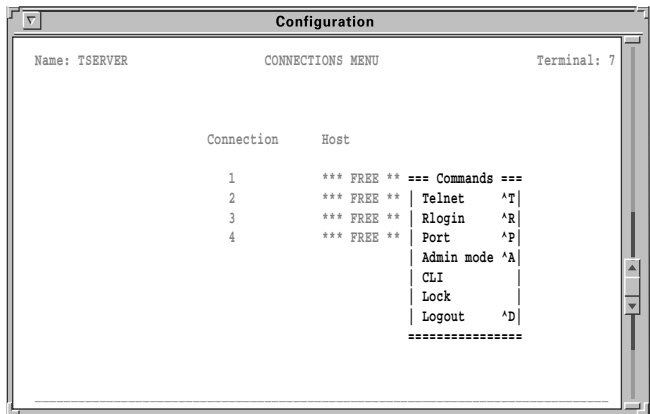 Configuration
Name: TSERVER CONNECTIONS MENU Terminal: 7
Connection Host
1 *** FREE ** === Commands ===
2 *** FREE ** | Telnet ^T|
3 *** FREE ** | Rlogin ^R|
4 *** FREE ** | Port ^P|
| Admin mode ^A|
| CLI |
| Lock |
| Logout ^D|
================